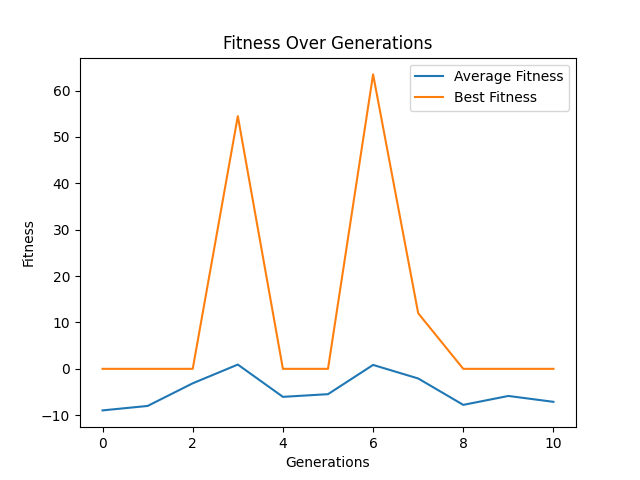 Fitness Over Generations
Average Fitness
Best Fitness
60
50
40
30
20
10
0
−10
Fitness
0 2 4 6 8 10
Generations